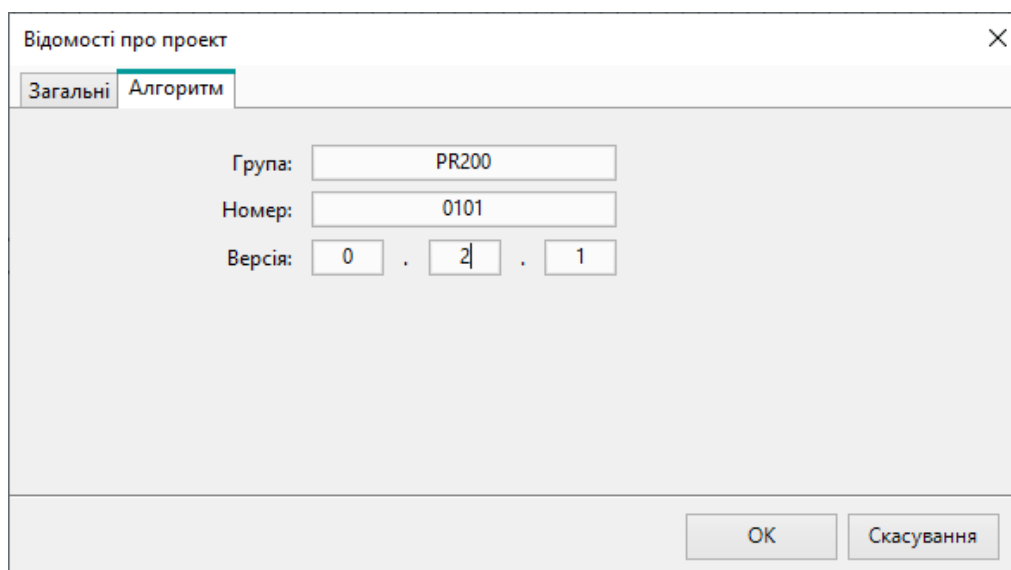 Відомості про проект
Загальні Алгоритм
Група: PR200
Номер: 0101
Версія: 0 . 2 . 1
OK Скасування